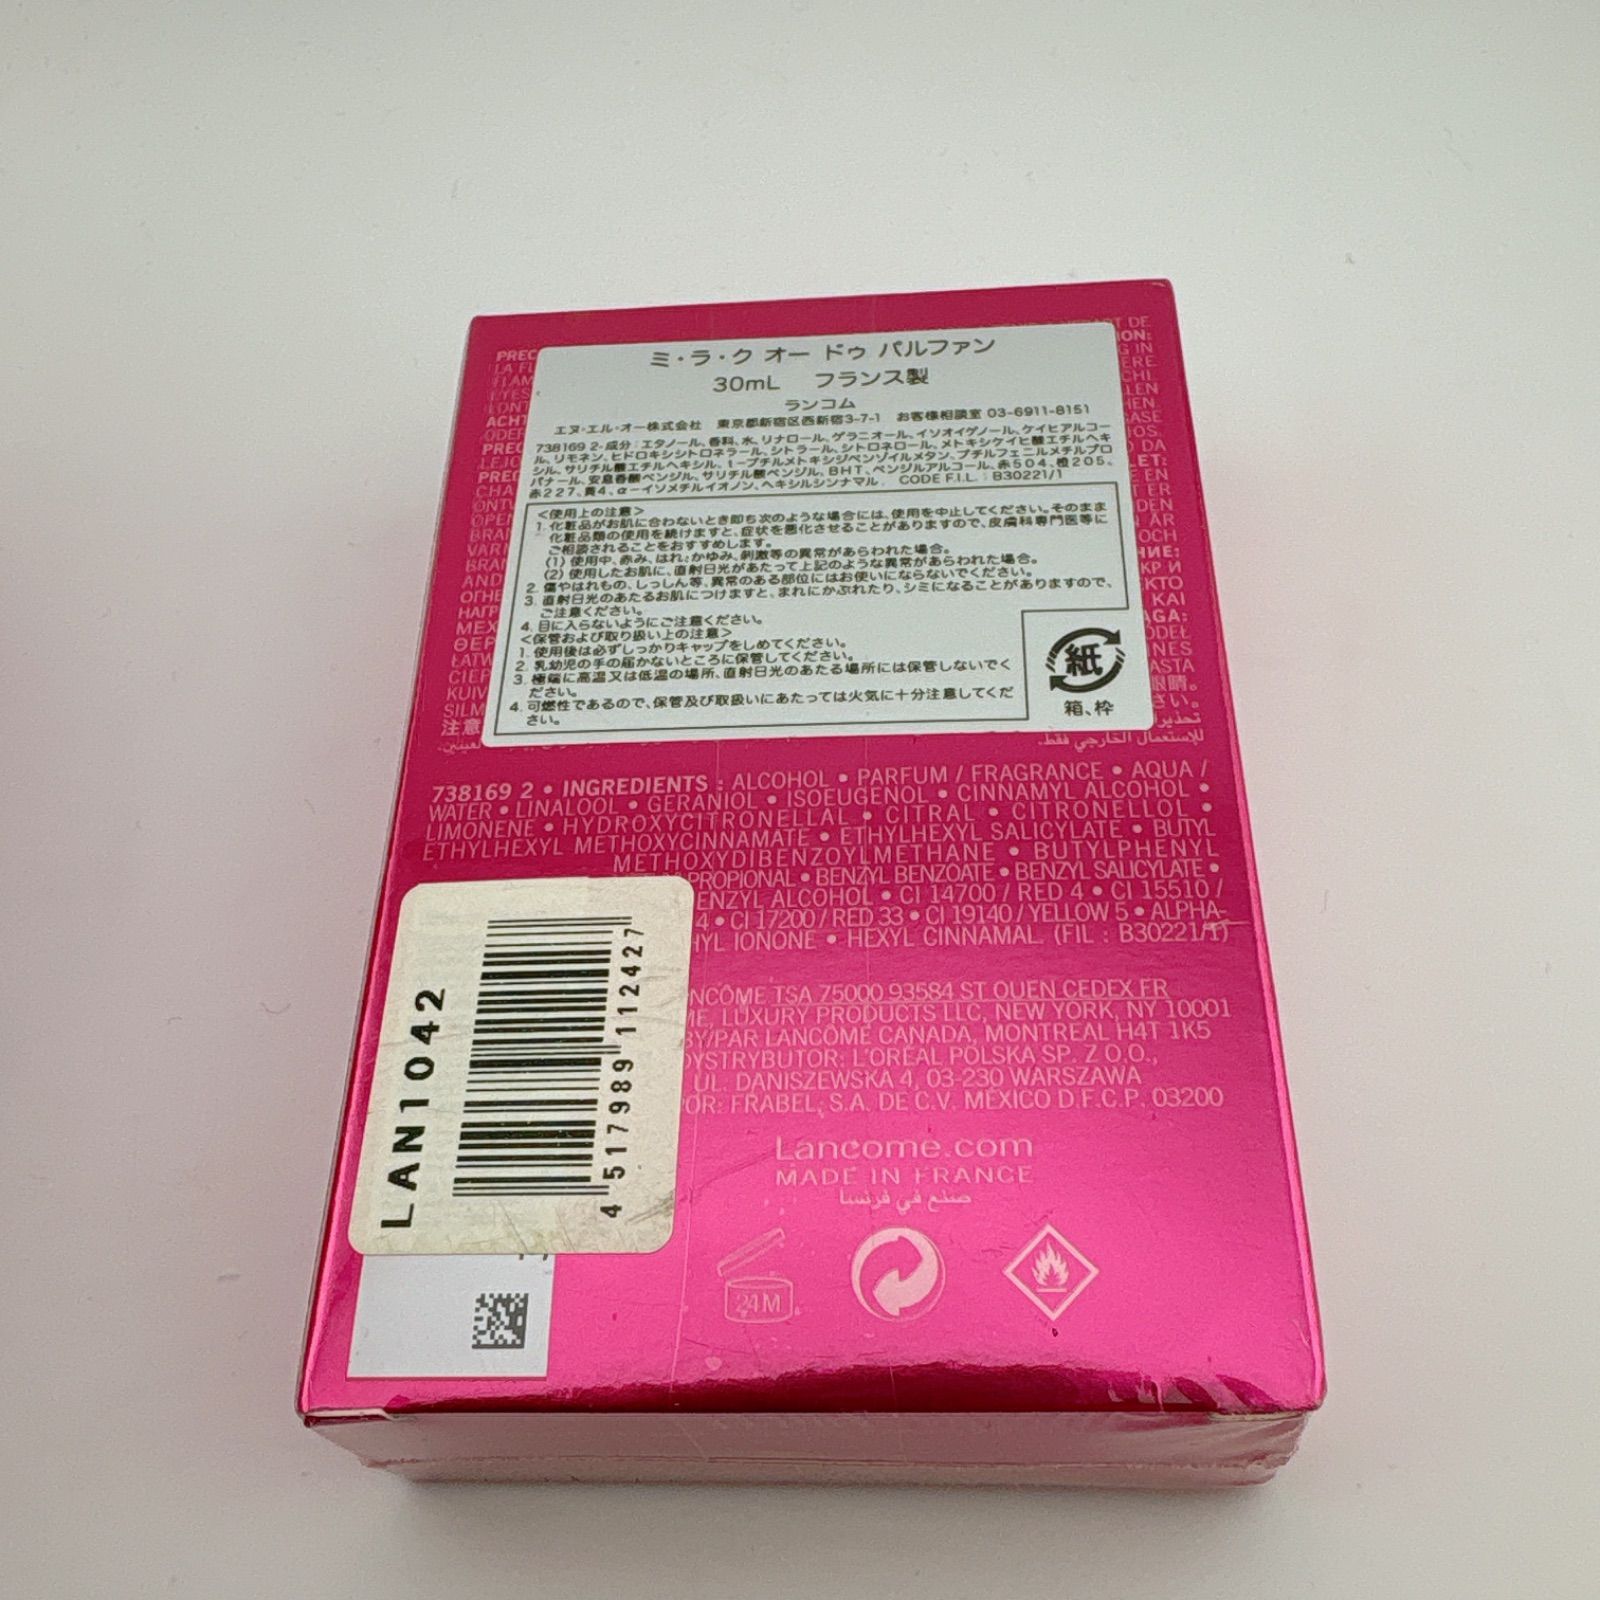 ミ・ラ・ク オー ドゥ パルファン
30mL フランス製
ランコム
エヌ・エル・オー株式会社 東京都新宿区西新宿3-7-1 お客様相談室 03-6911-8151
738169 2-成分:エタノール、香料、水、リナロール、ゲラニオール、イソオイゲノール、ケイヒアルコー
ル、リモネン、ヒドロキシシトロネラール、シトラール、シトロネロール、メトキシケイヒ酸エチルヘキ
シル、サリチル酸エチルヘキシル、t-ブチルメトキシジベンゾイルメタン、ブチルフェニルメチルプロ
パナール、安息香酸ベンジル、サリチル酸ベンジル、BHT、ベンジルアルコール、赤504、橙205、
赤227、黄4、α-イソメチルイオノン、ヘキシルシンナマル. CODE F.I.L.:B30221/1
<使用上の注意>
1. 化粧品がお肌に合わないとき即ち次のような場合には、使用を中止してください。そのまま
化粧品類の使用を続けますと、症状を悪化させることがありますので、皮膚科専門医等に
ご相談されることをおすすめします。
(1) 使用中、赤み、はれ、かゆみ、刺激等の異常があらわれた場合。
(2) 使用したお肌に、直射日光があたって上記のような異常があらわれた場合。
2. 傷やはれもの、しっしん等、異常のある部位にはお使いにならないでください。
3. 直射日光のあたるお肌につけますと、まれにかぶれたり、シミになることがありますので、
ご注意ください。
4. 目に入らないようにご注意ください。
<保管および取り扱い上の注意>
1. 使用後は必ずしっかりキャップをしめてください。
2. 乳幼児の手の届かないところに保管してください。
3. 極端に高温又は低温の場所、直射日光のあたる場所には保管しないでく
ださい。
4. 可燃性であるので、保管及び取扱いにあたっては火気に十分注意してくだ
さい。
紙
箱、枠
738169 2 • INGREDIENTS : ALCOHOL • PARFUM / FRAGRANCE • AQUA /
WATER • LINALOOL • GERANIOL • ISOEUGENOL • CINNAMYL ALCOHOL •
LIMONENE • HYDROXYCITRONELLAL • CITRAL • CITRONELLOL •
ETHYLHEXYL METHOXYCINNAMATE • ETHYLHEXYL SALICYLATE • BUTYL
METHOXYDIBENZOYLMETHANE • BUTYLPHENYL
PROPIONAL • BENZYL BENZOATE • BENZYL SALICYLATE •
ENZYL ALCOHOL • CI 14700 / RED 4 • CI 15510 /
4 • CI 17200 / RED 33 • CI 19140 / YELLOW 5 • ALPHA-
HYL IONONE • HEXYL CINNAMAL (FIL : B30221/1)
NCÔME TSA 75000 93584 ST OUEN CEDEX FR
ME, LUXURY PRODUCTS LLC, NEW YORK, NY 10001
BY/PAR LANCÔME CANADA, MONTREAL H4T 1K5
DYSTRYBUTOR: L'ORÉAL POLSKA SP. Z O.O.,
UL. DANISZEWSKA 4, 03-230 WARSZAWA
POR: FRABEL, S.A. DE C.V. MÉXICO D.F.C.P. 03200
Lancome.com
MADE IN FRANCE
صنع في فرنسا
24M
LAN1042
4517989112427